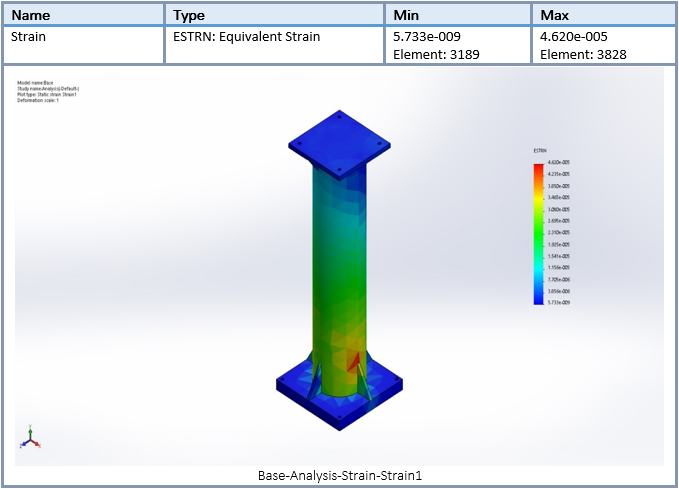 Name Type Min Max
Strain ESTRN: Equivalent Strain 5.733e-009 4.620e-005
Element: 3189 Element: 3828
Model name:Base
Study name:Analysis(-Default-)
Plot type: Static strain Strain1
Deformation scale: 1
ESTRN
4.620e-005
4.235e-005
3.850e-005
3.465e-005
3.080e-005
2.695e-005
2.310e-005
1.925e-005
1.541e-005
1.156e-005
7.705e-006
3.856e-006
5.733e-009
Y
Z X
Base-Analysis-Strain-Strain1